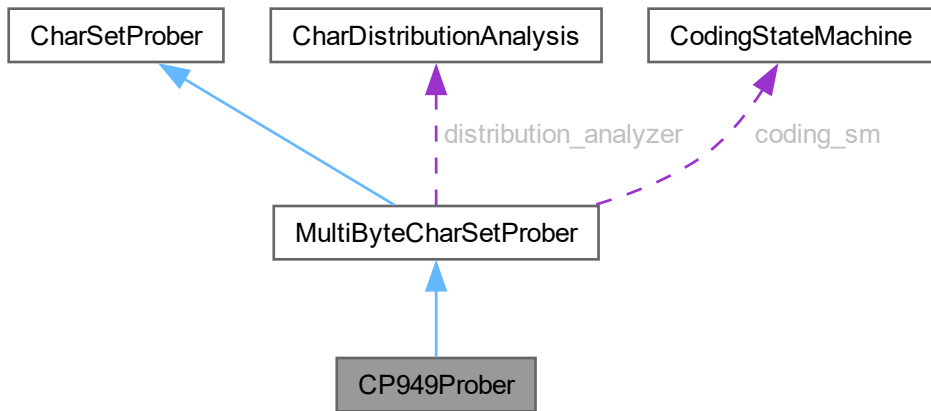 CharSetProber
CharDistributionAnalysis
CodingStateMachine
distribution_analyzer
coding_sm
MultiByteCharSetProber
CP949Prober